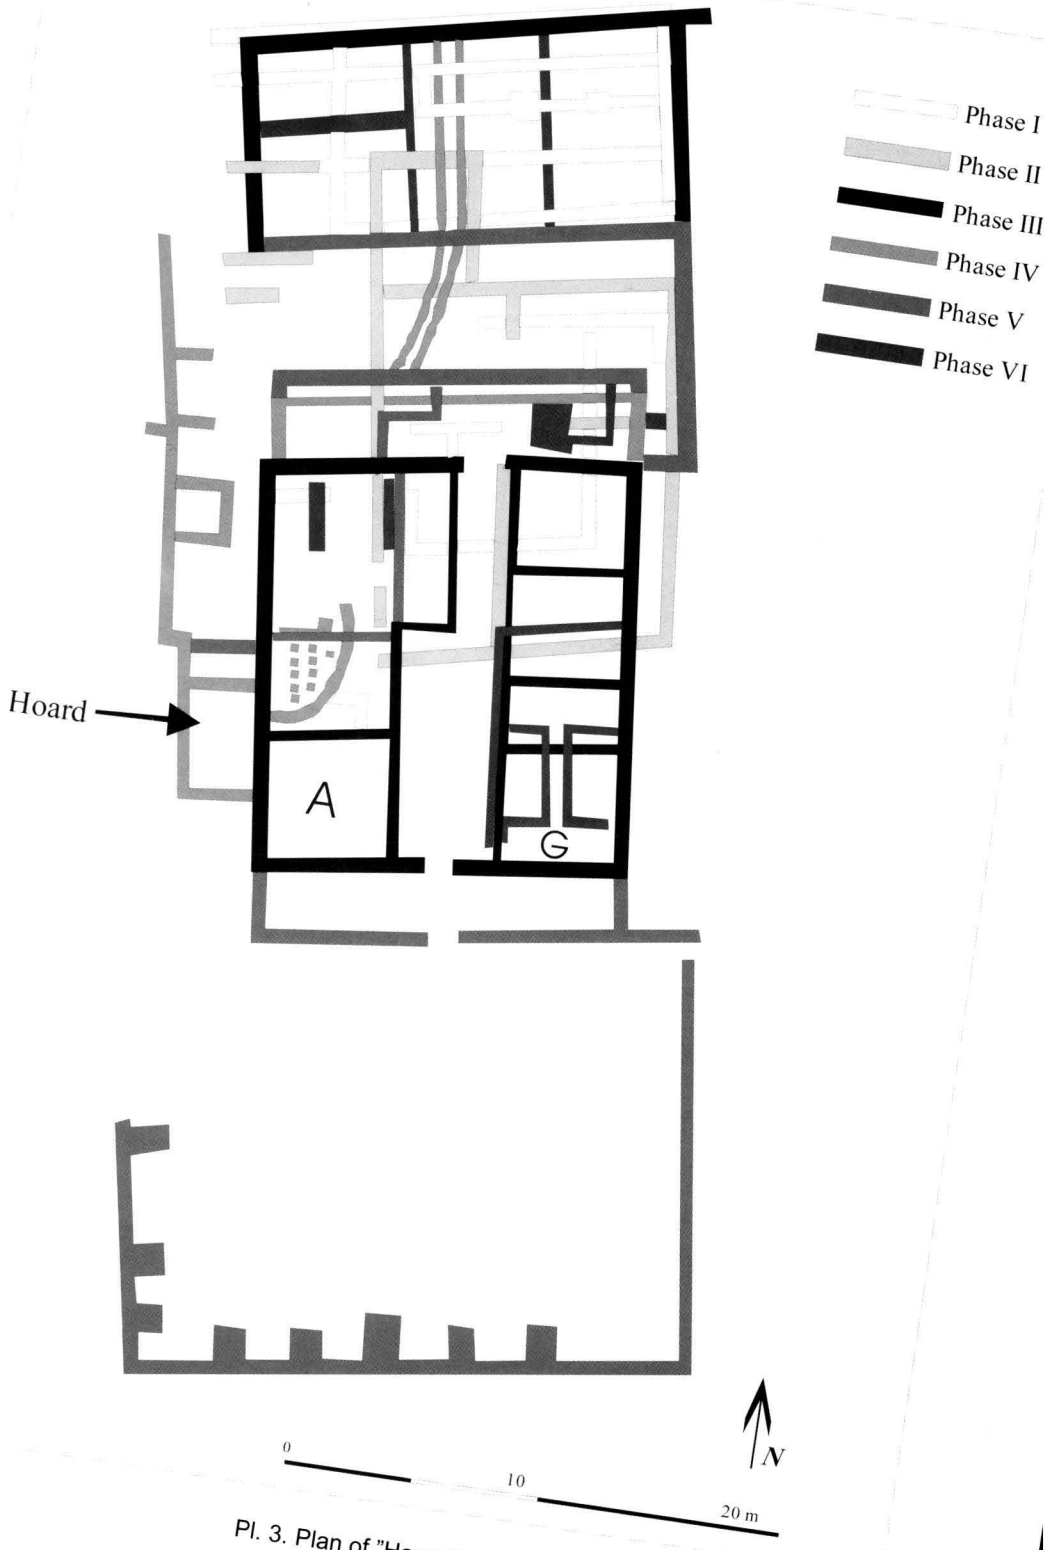 Phase I
Phase II
Phase III
Phase IV
Phase V
Phase VI
Hoard
A
G
N
0
10
20 m
Pl. 3. Plan of